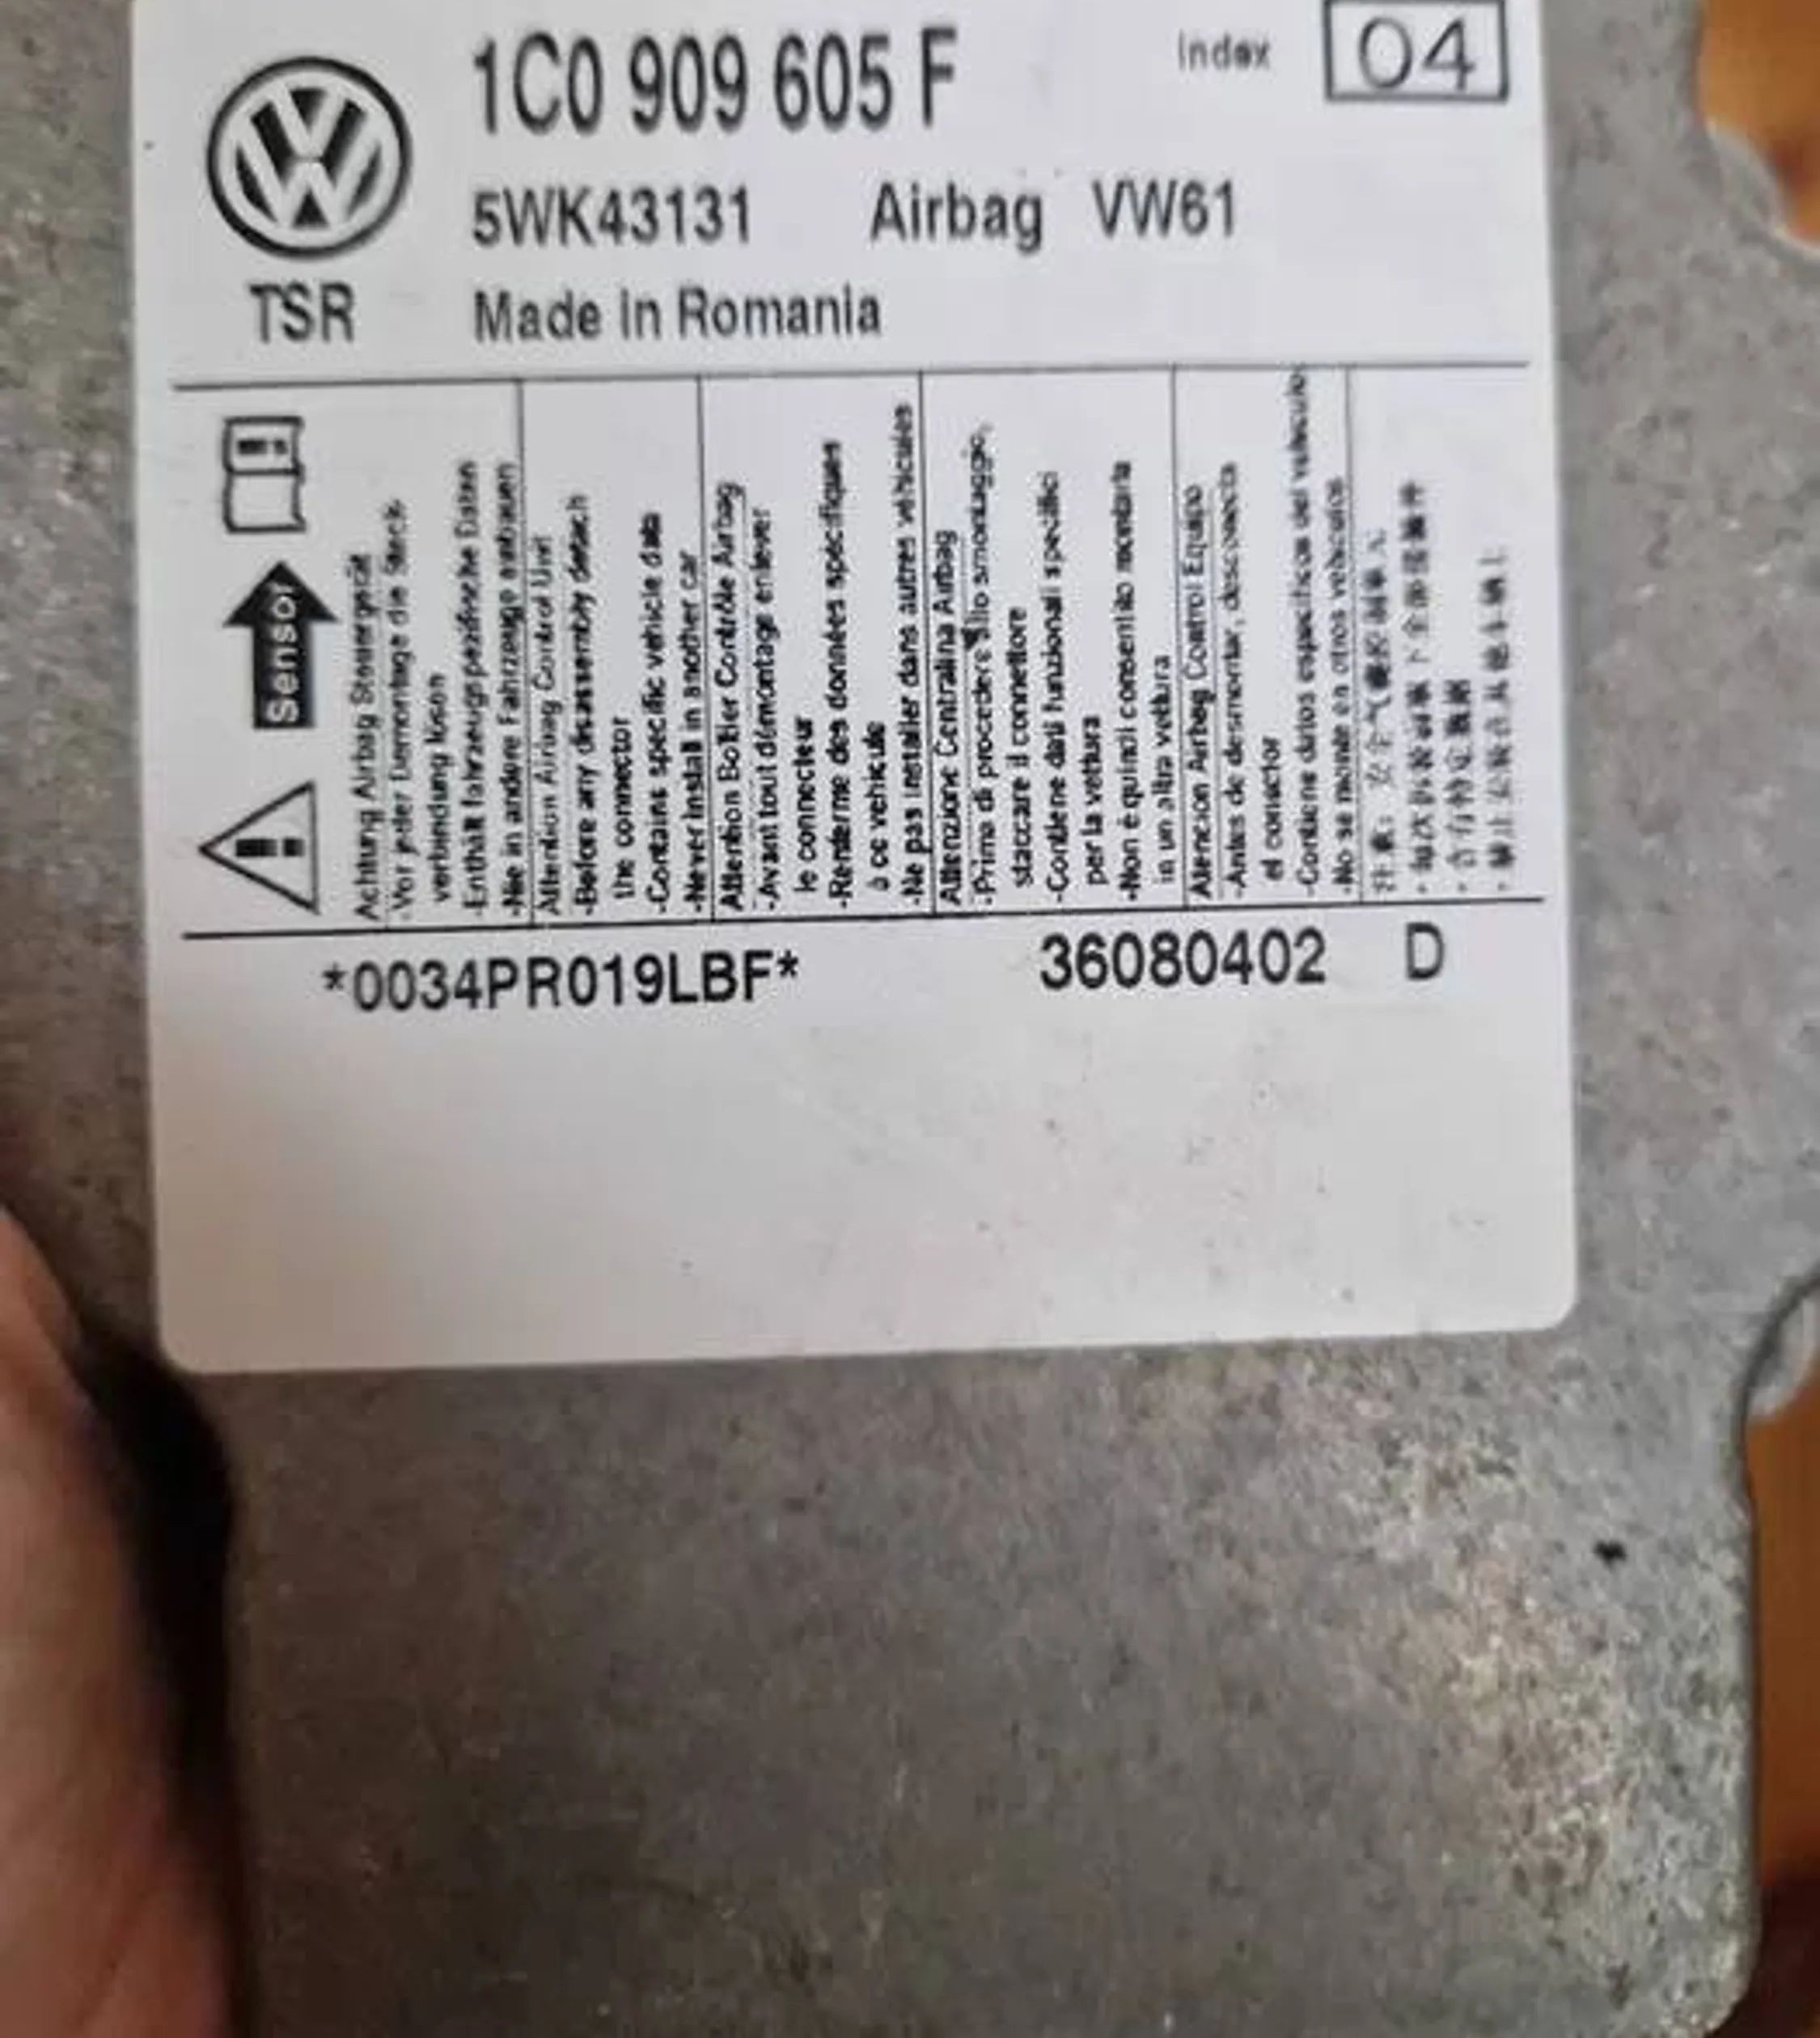 1C0 909 605 F Index 04
5WK43131 Airbag VW61
TSR Made in Romania
Sensor
Achtung Airbag Steuergerät
-Vor jeder Demontage die Steck-
verbindung lösen
-Enthält fahrzeugspezifische Daten
-Nie in andere Fahrzeuge einbauen
Attention Airbag Control Unit
-Before any disassembly detach
the connector
-Contains specific vehicle data
-Never install in another car
Attention Boîtier Contrôle Airbag
-Avant tout démontage enlever
le connecteur
-Renferme des données spécifiques
à ce véhicule
-Ne pas installer dans autres véhicules
Attenzione Centralina Airbag
-Prima di procedere allo smontaggio,
staccare il connettore
-Contiene dati funzionali specifici
per la vettura
-Non è quindi consentito montarla
in un altra vettura
Atencion Airbag Control Equipo
-Antes de desmontar, desconecta
el conactor
-Contiene datos especificos del vehiculo
-No se monte en otros vehiculos
*0034PR019LBF* 36080402 D